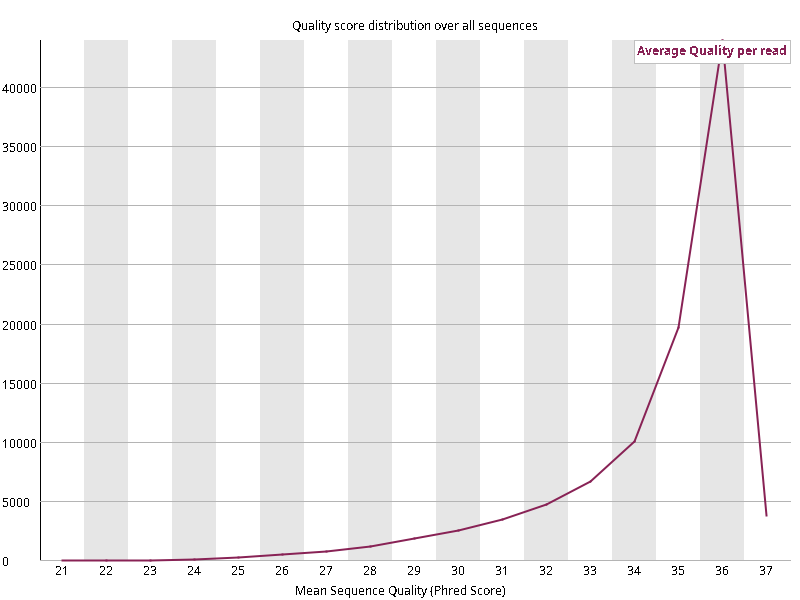 Quality score distribution over all sequences
Average Quality per read
40000
35000
30000
25000
20000
15000
10000
5000
0
21 22 23 24 25 26 27 28 29 30 31 32 33 34 35 36 37
Mean Sequence Quality (Phred Score)